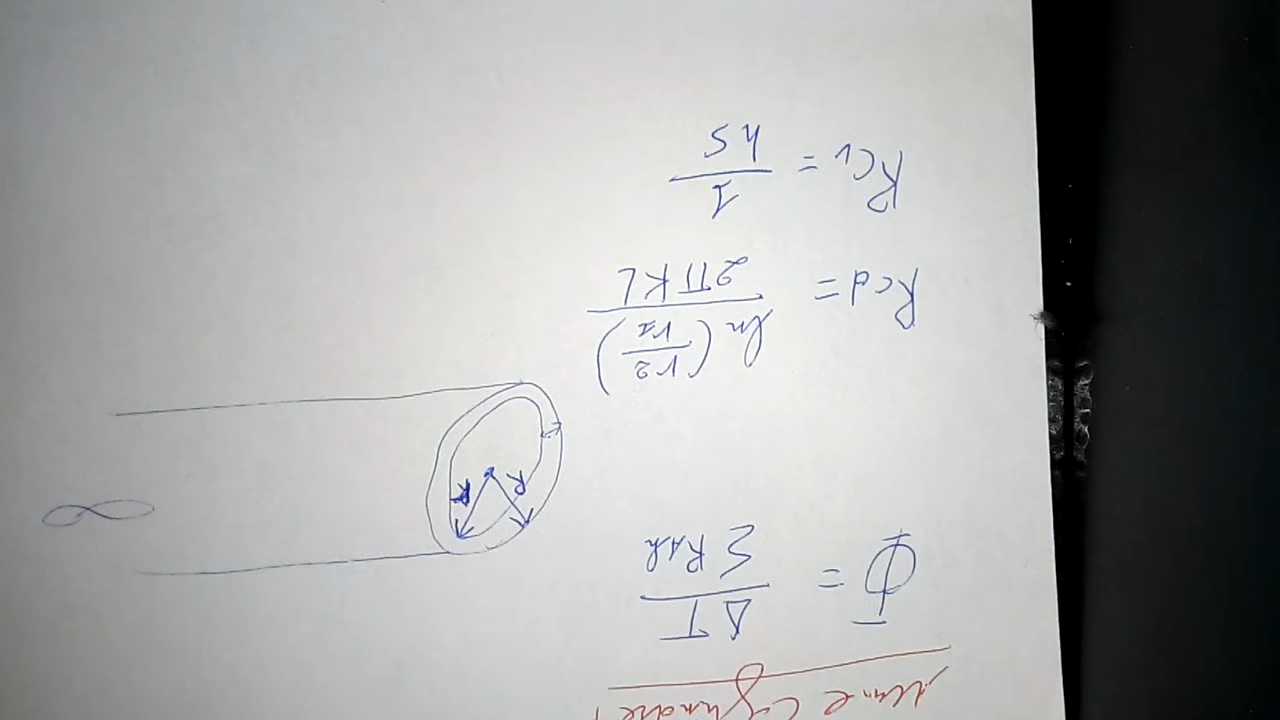 Φ = ΔT / Σ Rth
Rcd = ln(r2/r1) / 2πKL
Rcv = 1 / hS
R
∞